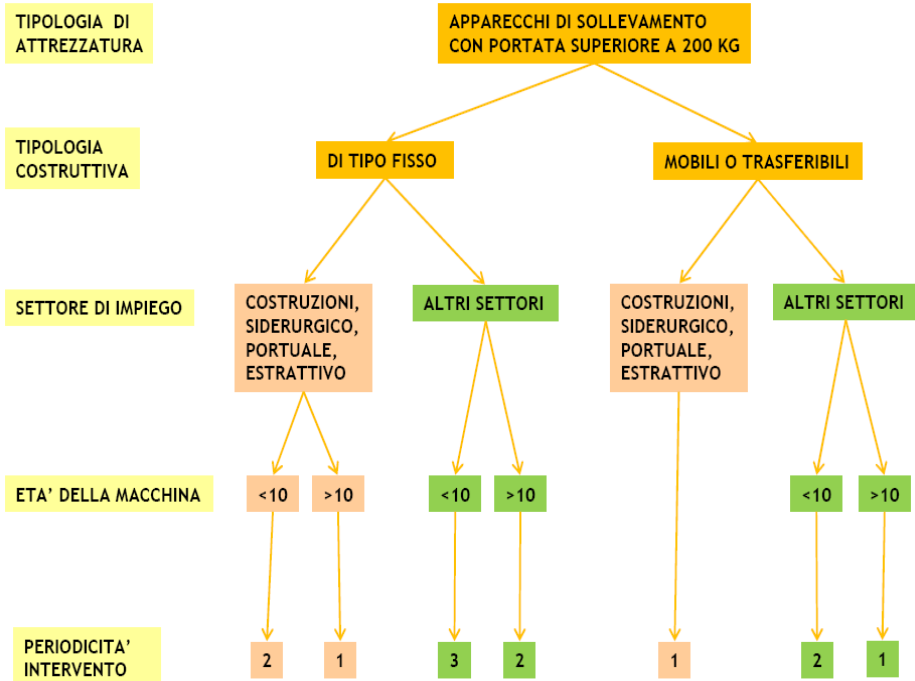 TIPOLOGIA DI
ATTREZZATURA
APPARECCHI DI SOLLEVAMENTO
CON PORTATA SUPERIORE A 200 KG
TIPOLOGIA
COSTRUTTIVA
DI TIPO FISSO
MOBILI O TRASFERIBILI
SETTORE DI IMPIEGO
COSTRUZIONI,
SIDERURGICO,
PORTUALE,
ESTRATTIVO
ALTRI SETTORI
COSTRUZIONI,
SIDERURGICO,
PORTUALE,
ESTRATTIVO
ALTRI SETTORI
ETA' DELLA MACCHINA
<10
>10
<10
>10
<10
>10
PERIODICITA'
INTERVENTO
2
1
3
2
1
2
1